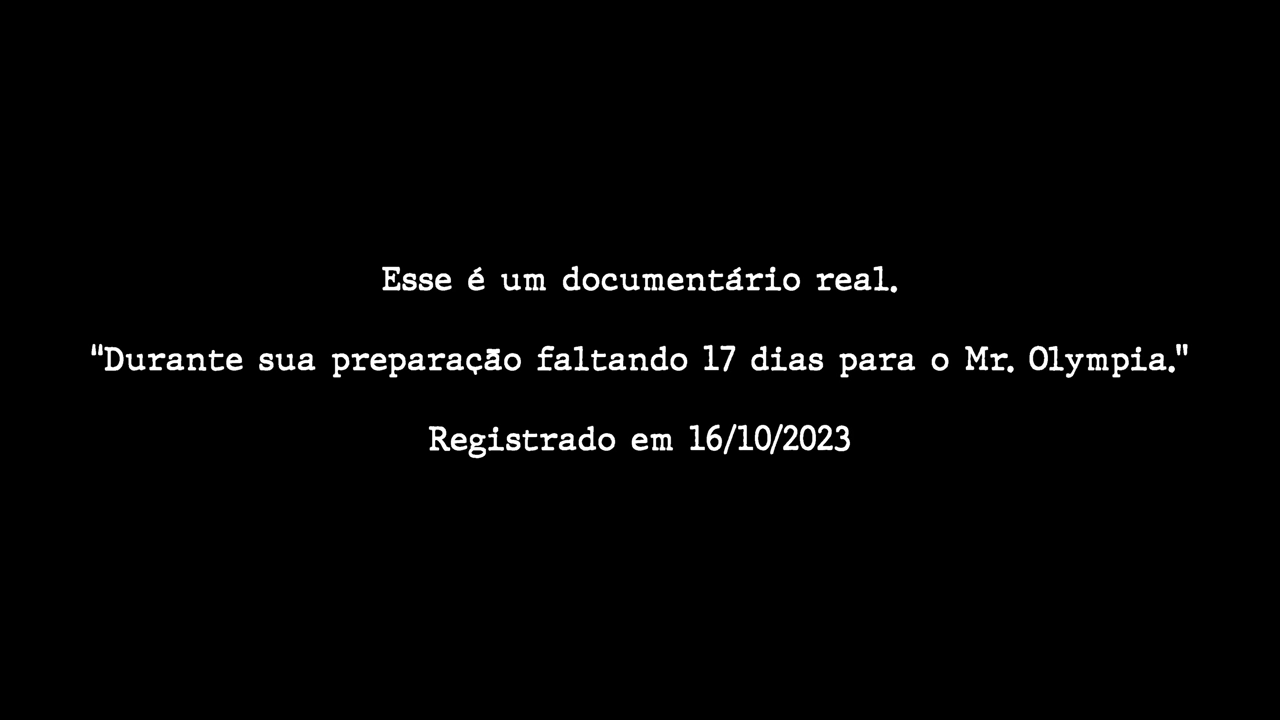 Esse é um documentário real.
"Durante sua preparação faltando 17 dias para o Mr. Olympia."
Registrado em 16/10/2023